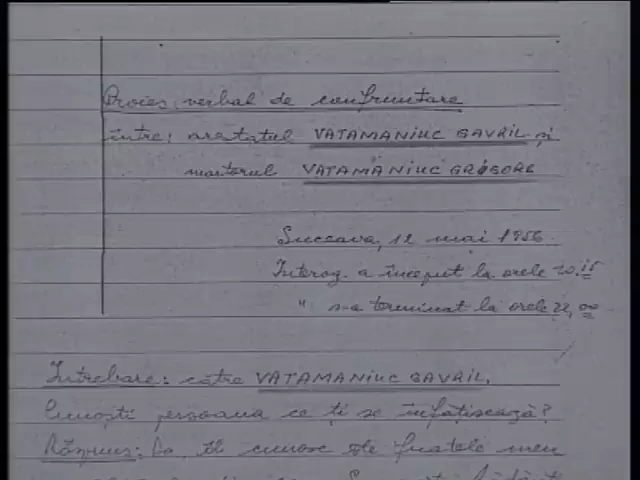 Proces, verbal de confruntare
între: arestatul VATAMANIUC GAVRIL și
martorul VATAMANIUC GRIGORE
Suceava, 12 mai 1956
Interog. a început la orele 20.15
" s-a terminat la orele 22,00
Întrebare: către VATAMANIUC GAVRIL,
Cunoști persoana ce ți se înfățișează?
Răspuns: Da îl cunosc este fratele meu